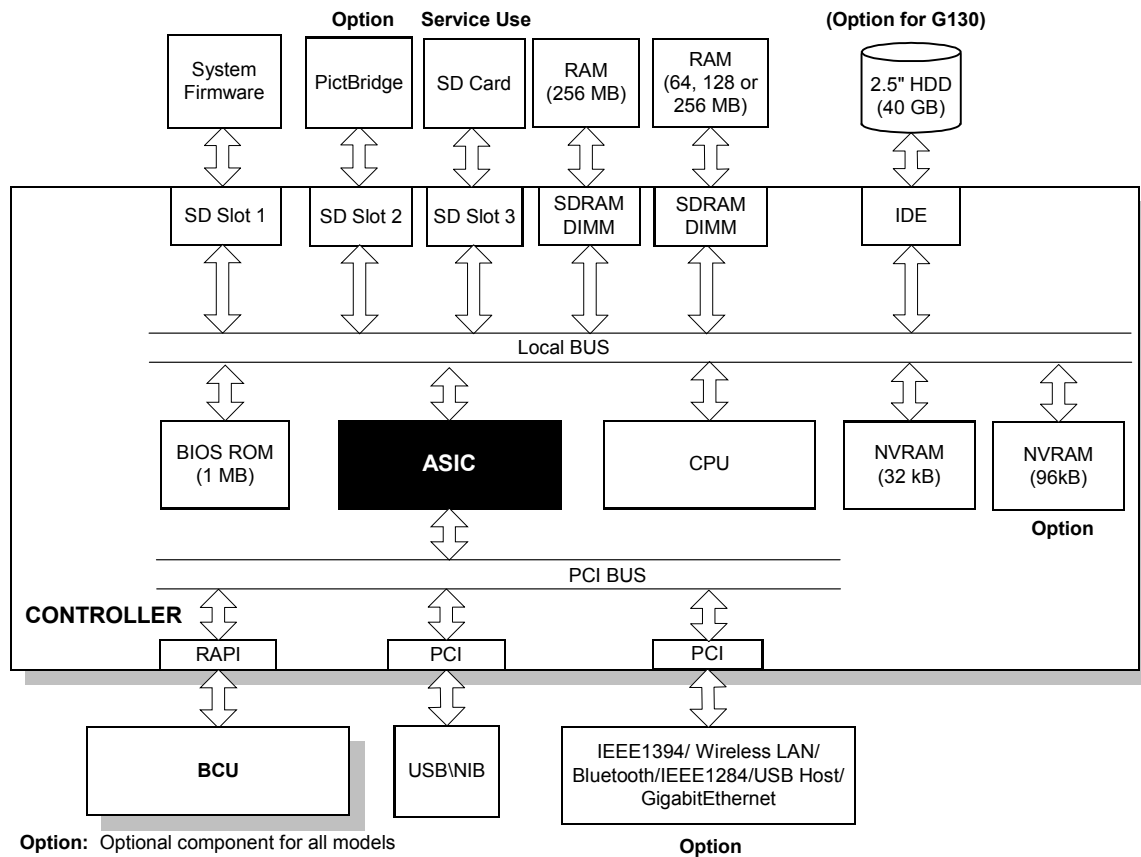 Option
Service Use
(Option for G130)
System
Firmware
PictBridge
SD Card
RAM
(256 MB)
RAM
(64, 128 or
256 MB)
2.5" HDD
(40 GB)
SD Slot 1
SD Slot 2
SD Slot 3
SDRAM
DIMM
SDRAM
DIMM
IDE
Local BUS
BIOS ROM
(1 MB)
ASIC
CPU
NVRAM
(32 kB)
NVRAM
(96kB)
Option
PCI BUS
CONTROLLER
RAPI
PCI
PCI
BCU
USB\NIB
IEEE1394/ Wireless LAN/
Bluetooth/IEEE1284/USB Host/
GigabitEthernet
Option: Optional component for all models
Option